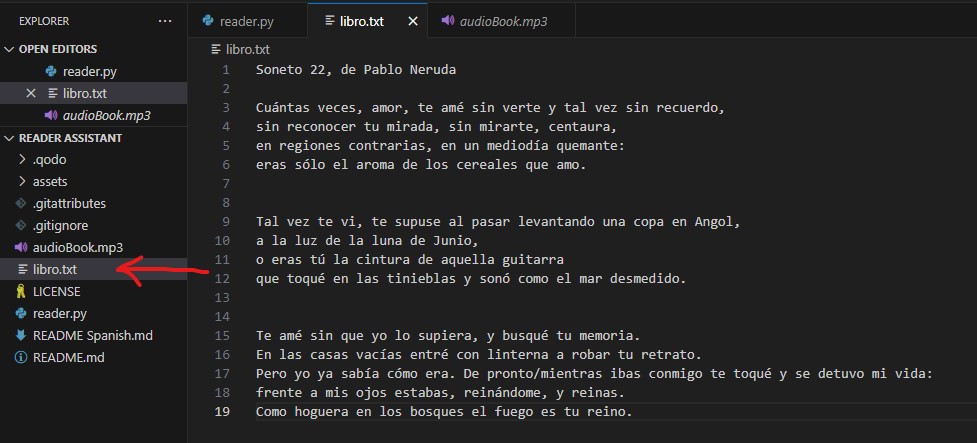 EXPLORER ...
reader.py
libro.txt
audioBook.mp3
OPEN EDITORS
reader.py
libro.txt
audioBook.mp3
READER ASSISTANT
.qodo
assets
.gitattributes
.gitignore
audioBook.mp3
libro.txt
LICENSE
reader.py
README Spanish.md
README.md
libro.txt
1 Soneto 22, de Pablo Neruda
2
3 Cuántas veces, amor, te amé sin verte y tal vez sin recuerdo,
4 sin reconocer tu mirada, sin mirarte, centaura,
5 en regiones contrarias, en un mediodía quemante:
6 eras sólo el aroma de los cereales que amo.
7
8
9 Tal vez te vi, te supuse al pasar levantando una copa en Angol,
10 a la luz de la luna de Junio,
11 o eras tú la cintura de aquella guitarra
12 que toqué en las tinieblas y sonó como el mar desmedido.
13
14
15 Te amé sin que yo lo supiera, y busqué tu memoria.
16 En las casas vacías entré con linterna a robar tu retrato.
17 Pero yo ya sabía cómo era. De pronto/mientras ibas conmigo te toqué y se detuvo mi vida:
18 frente a mis ojos estabas, reinándome, y reinas.
19 Como hoguera en los bosques el fuego es tu reino.